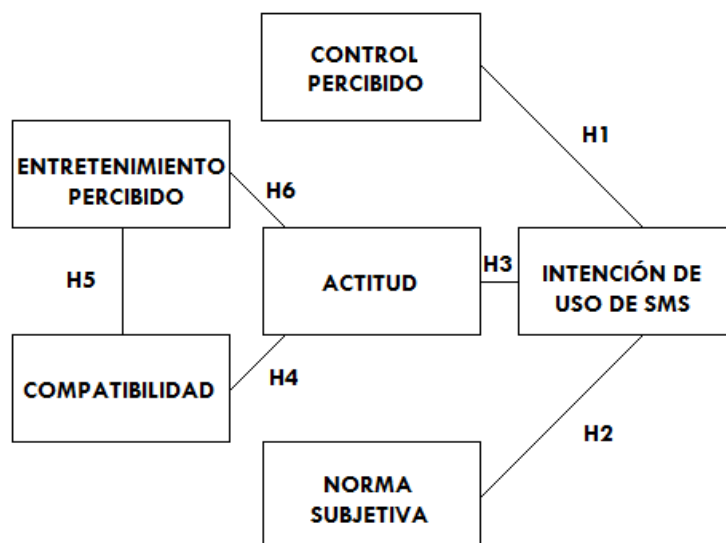 CONTROL
PERCIBIDO
H1
ENTRETENIMIENTO
PERCIBIDO
H6
H5
ACTITUD
H3
INTENCIÓN DE
USO DE SMS
COMPATIBILIDAD
H4
H2
NORMA
SUBJETIVA